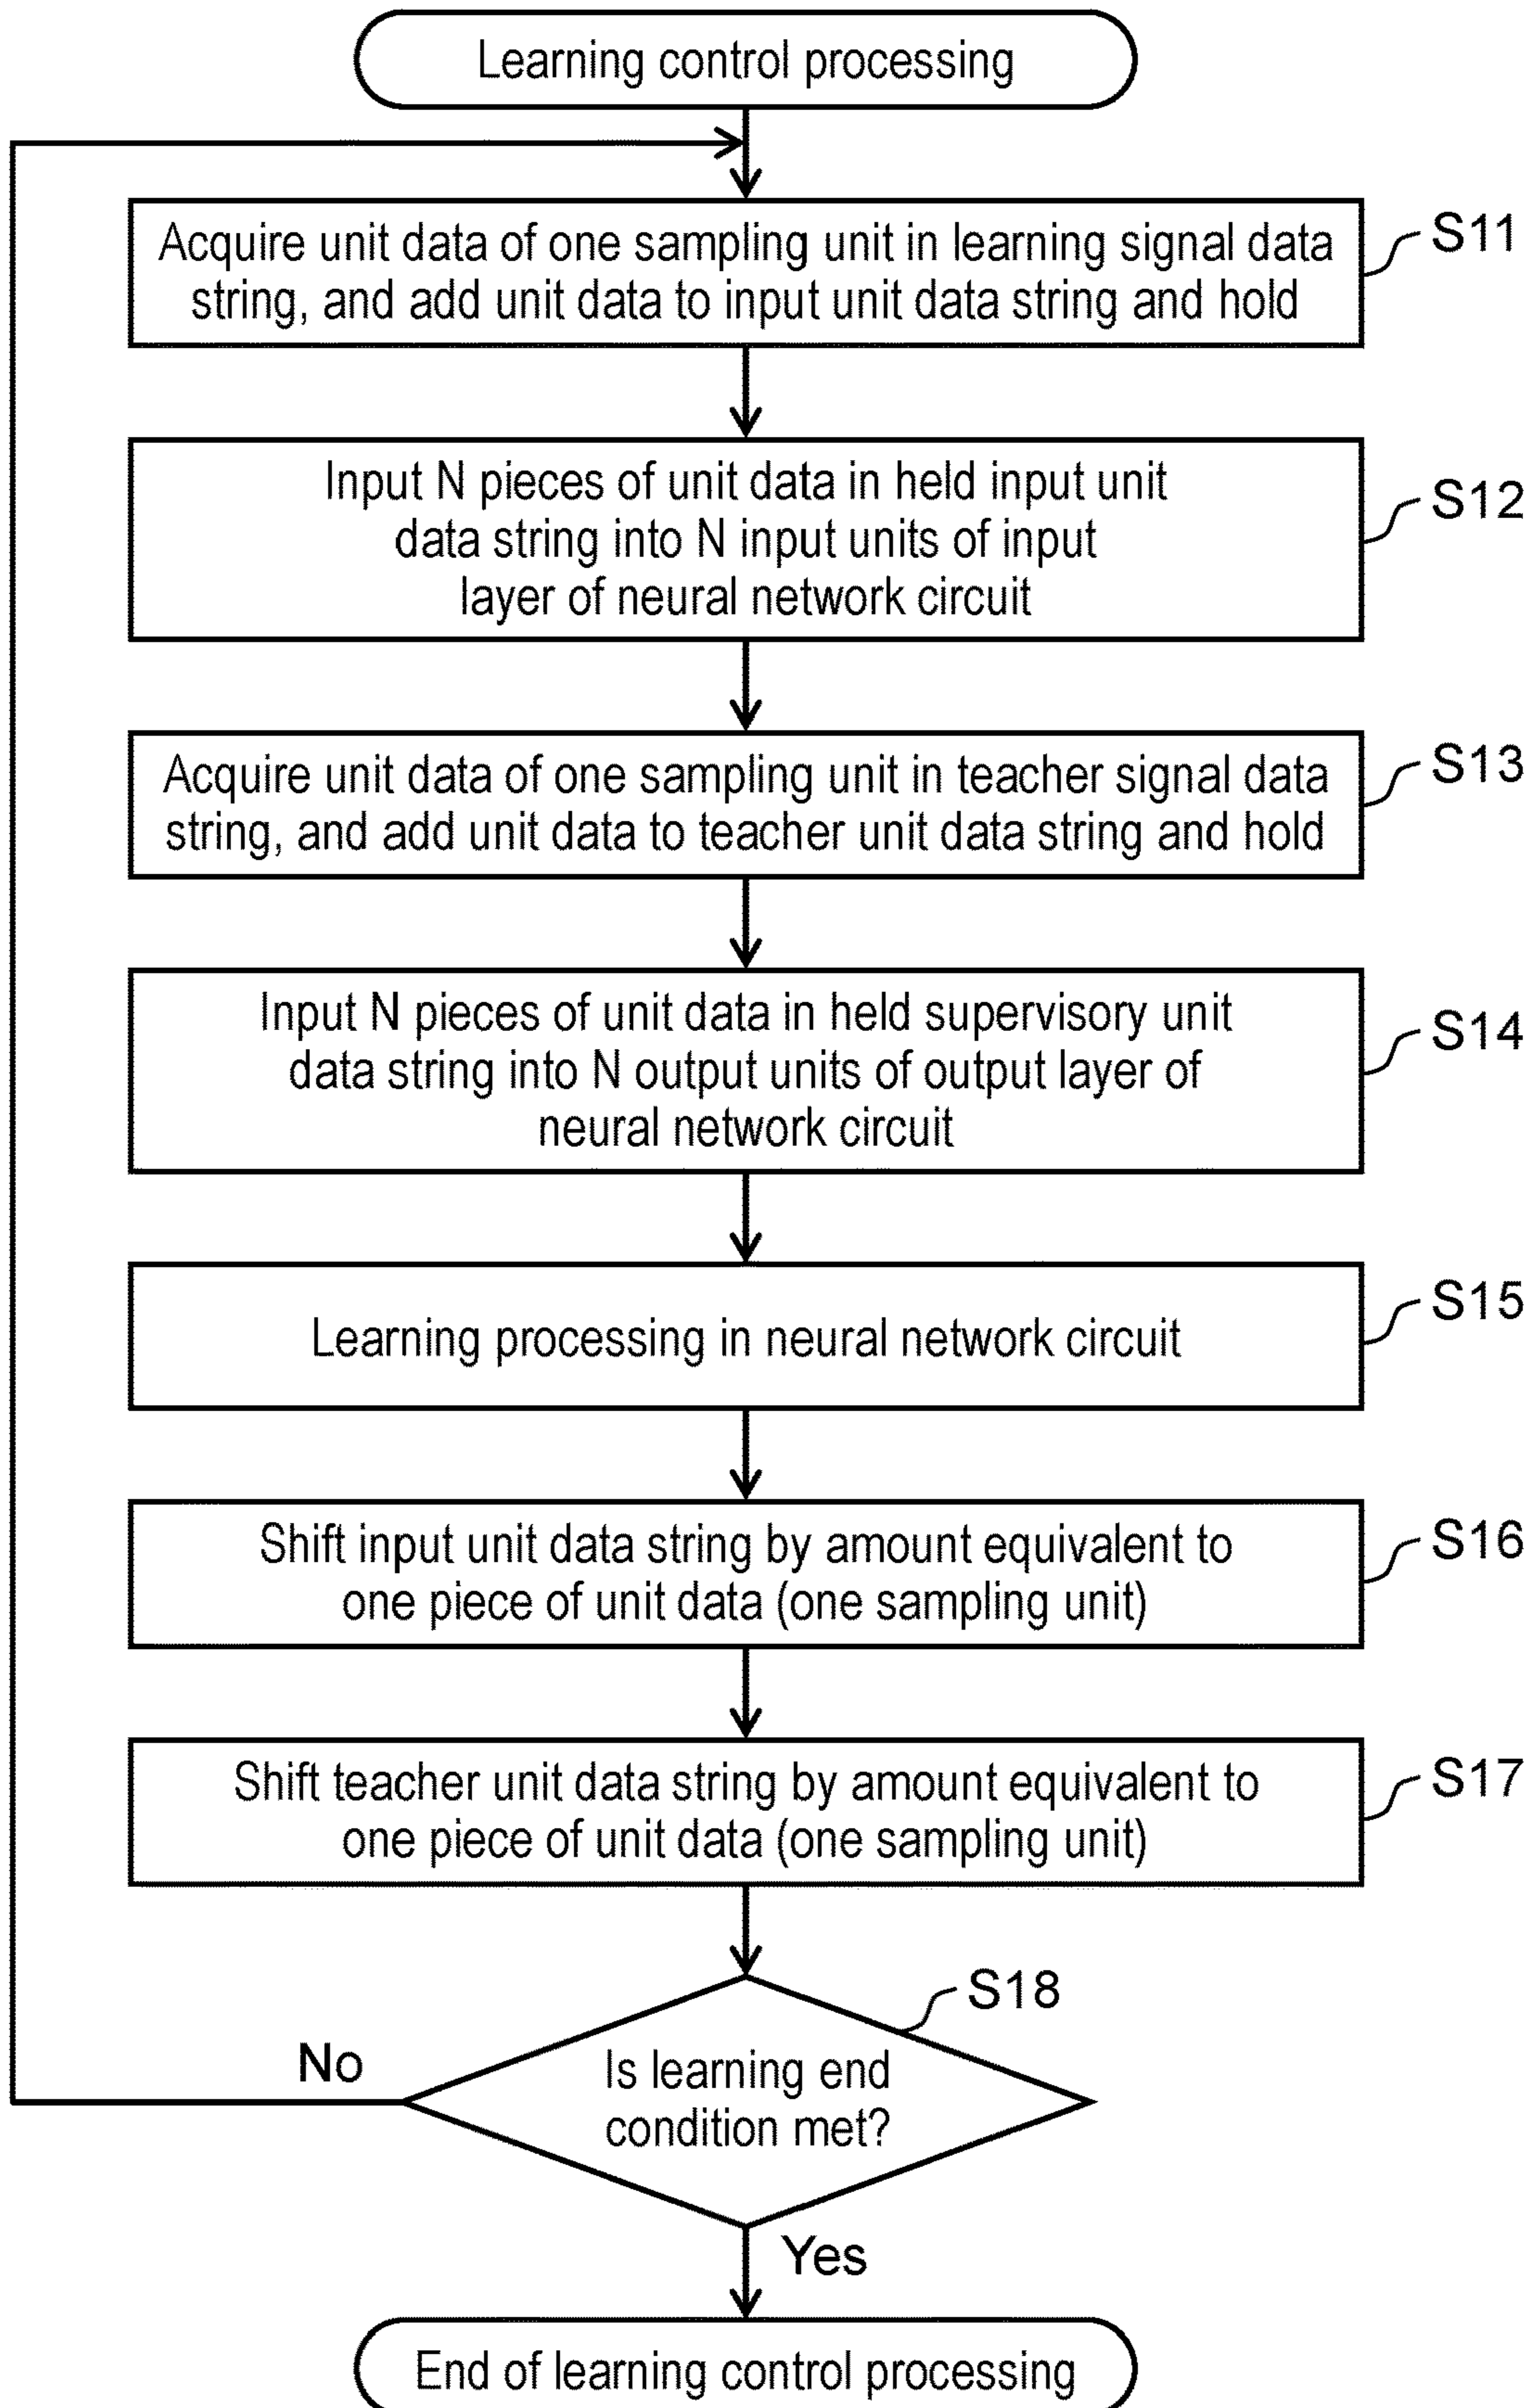 Learning control processing
Acquire unit data of one sampling unit in learning signal data
string, and add unit data to input unit data string and hold
S11
Input N pieces of unit data in held input unit
data string into N input units of input
layer of neural network circuit
S12
Acquire unit data of one sampling unit in teacher signal data
string, and add unit data to teacher unit data string and hold
S13
Input N pieces of unit data in held supervisory unit
data string into N output units of output layer of
neural network circuit
S14
Learning processing in neural network circuit
S15
Shift input unit data string by amount equivalent to
one piece of unit data (one sampling unit)
S16
Shift teacher unit data string by amount equivalent to
one piece of unit data (one sampling unit)
S17
S18
No
Is learning end
condition met?
Yes
End of learning control processing